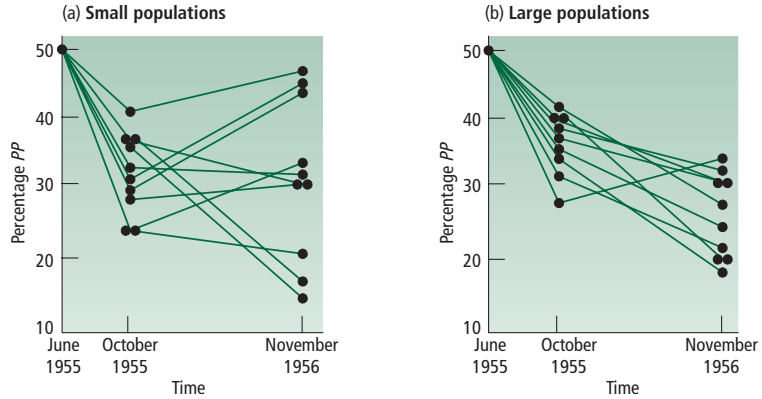 (a) Small populations
50
40
30
20
10
Percentage PP
June
1955
October
1955
November
1956
Time
(b) Large populations
50
40
30
20
10
Percentage PP
June
1955
October
1955
November
1956
Time